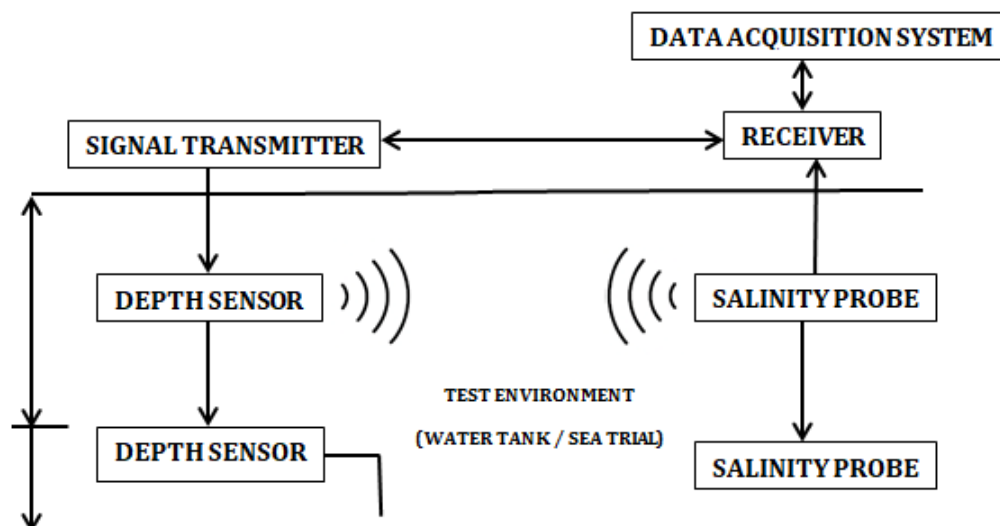 DATA ACQUISITION SYSTEM
SIGNAL TRANSMITTER
RECEIVER
DEPTH SENSOR
SALINITY PROBE
TEST ENVIRONMENT
(WATER TANK / SEA TRIAL)
DEPTH SENSOR
SALINITY PROBE